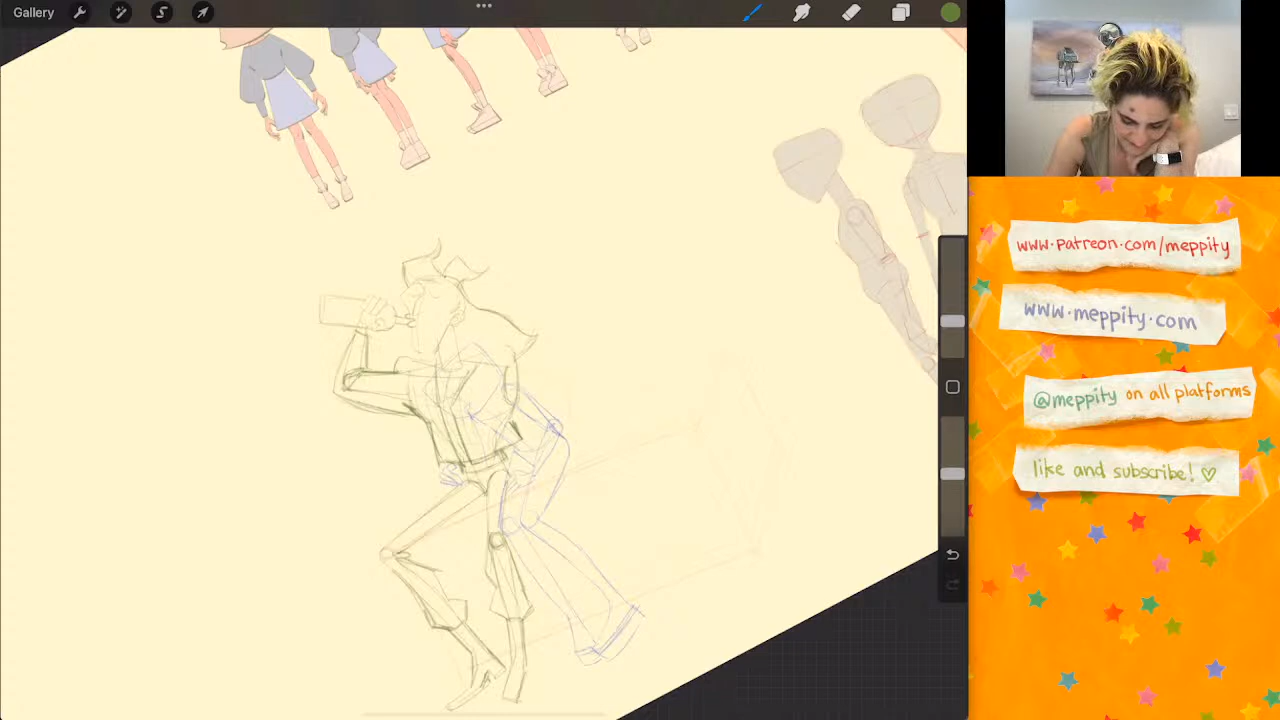 Gallery
www.patreon.com/meppity
www.meppity.com
@meppity on all platforms
like and subscribe! ♡